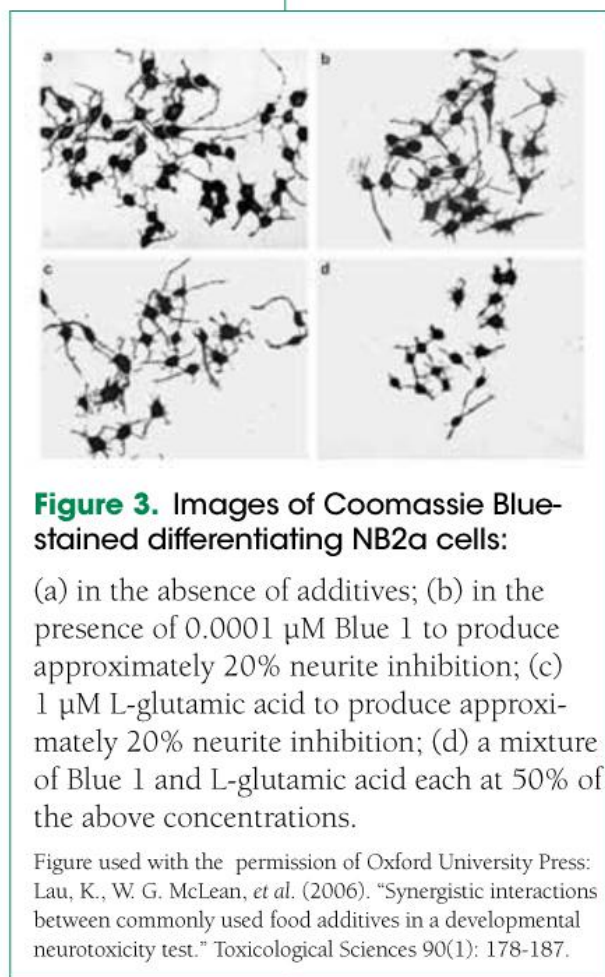 a
b
c
d
Figure 3. Images of Coomassie Blue-
stained differentiating NB2a cells:
(a) in the absence of additives; (b) in the
presence of 0.0001 µM Blue 1 to produce
approximately 20% neurite inhibition; (c)
1 µM L-glutamic acid to produce approxi-
mately 20% neurite inhibition; (d) a mixture
of Blue 1 and L-glutamic acid each at 50% of
the above concentrations.
Figure used with the permission of Oxford University Press:
Lau, K., W. G. McLean, et al. (2006). “Synergistic interactions
between commonly used food additives in a developmental
neurotoxicity test.” Toxicological Sciences 90(1): 178-187.